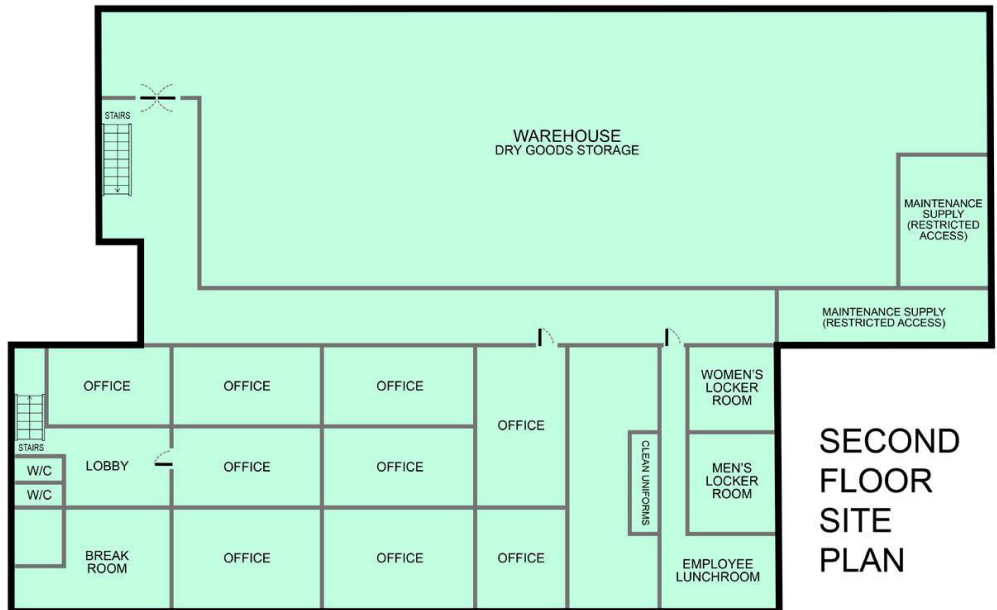 STAIRS
WAREHOUSE
DRY GOODS STORAGE
MAINTENANCE
SUPPLY
(RESTRICTED
ACCESS)
MAINTENANCE SUPPLY
(RESTRICTED ACCESS)
OFFICE
OFFICE
OFFICE
WOMEN'S
LOCKER
ROOM
OFFICE
STAIRS
LOBBY
OFFICE
OFFICE
CLEAN UNIFORMS
MEN'S
LOCKER
ROOM
W/C
W/C
BREAK
ROOM
OFFICE
OFFICE
OFFICE
EMPLOYEE
LUNCHROOM
SECOND
FLOOR
SITE
PLAN